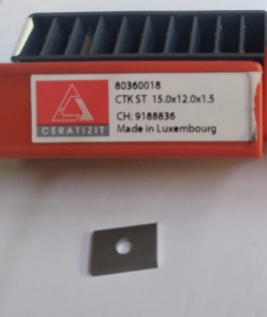 80360018
CTK ST 15.0x12.0x1.5
CH: 9188836
Made in Luxembourg
CERATIZIT